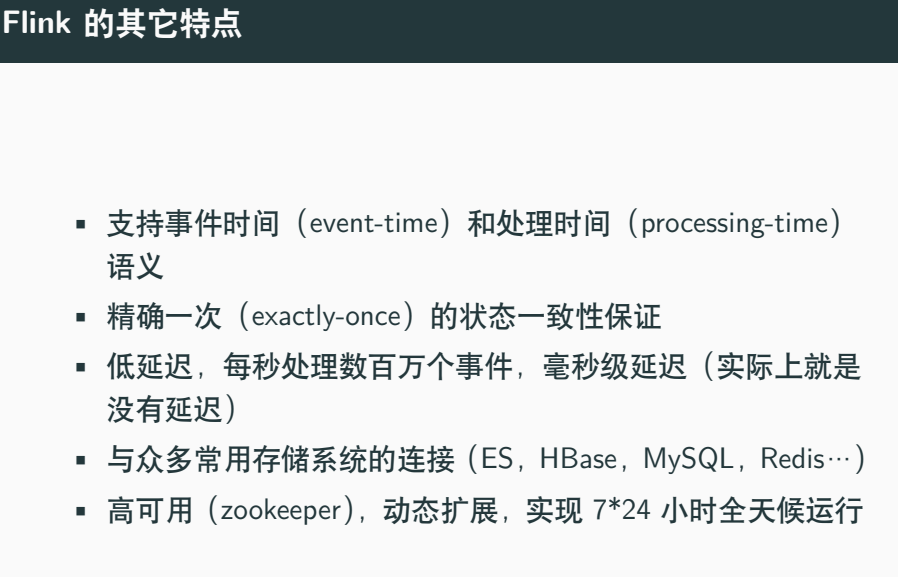 Flink 的其它特点
▪ 支持事件时间（event-time）和处理时间（processing-time）
语义
▪ 精确一次（exactly-once）的状态一致性保证
▪ 低延迟，每秒处理数百万个事件，毫秒级延迟（实际上就是
没有延迟）
▪ 与众多常用存储系统的连接（ES，HBase，MySQL，Redis…）
▪ 高可用（zookeeper），动态扩展，实现 7*24 小时全天候运行